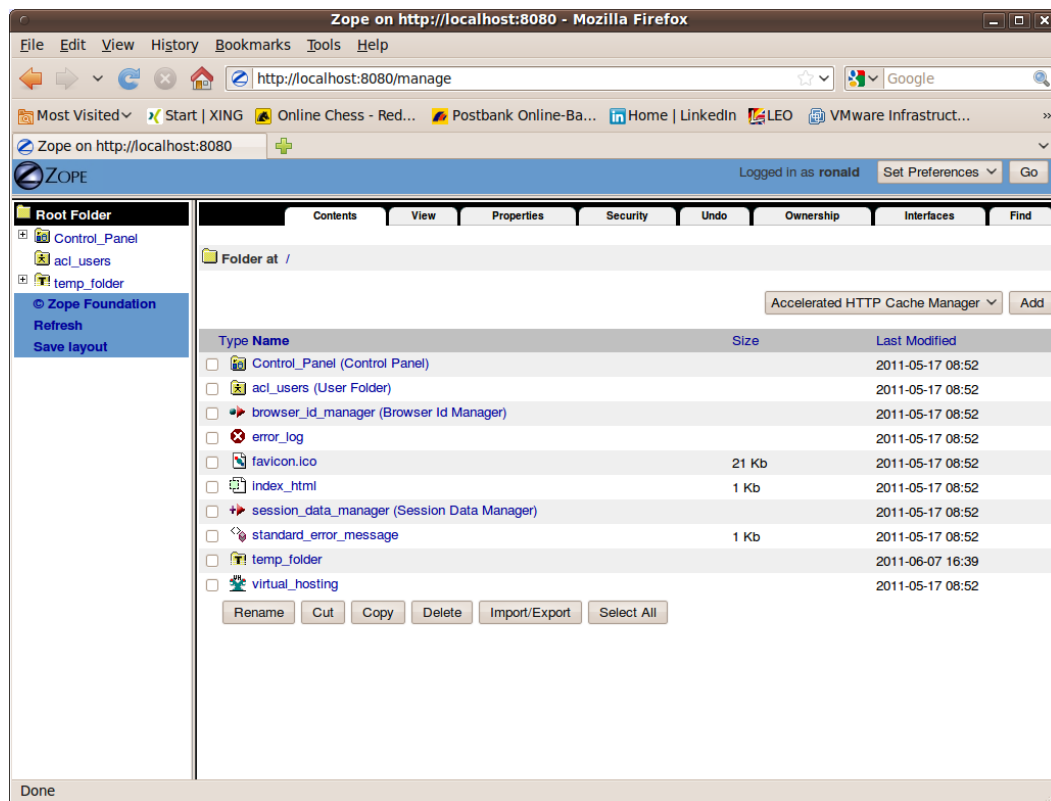 Zope on http://localhost:8080 - Mozilla Firefox
File Edit View History Bookmarks Tools Help
http://localhost:8080/manage Google
Most Visited Start | XING Online Chess - Red... Postbank Online-Ba... Home | LinkedIn LEO VMware Infrastruct... »
Zope on http://localhost:8080
ZOPE Logged in as ronald Set Preferences Go
Root Folder
Control_Panel
acl_users
temp_folder
© Zope Foundation
Refresh
Save layout
Contents View Properties Security Undo Ownership Interfaces Find
Folder at /
Accelerated HTTP Cache Manager Add
Type Name Size Last Modified
Control_Panel (Control Panel) 2011-05-17 08:52
acl_users (User Folder) 2011-05-17 08:52
browser_id_manager (Browser Id Manager) 2011-05-17 08:52
error_log 2011-05-17 08:52
favicon.ico 21 Kb 2011-05-17 08:52
index_html 1 Kb 2011-05-17 08:52
session_data_manager (Session Data Manager) 2011-05-17 08:52
standard_error_message 1 Kb 2011-05-17 08:52
temp_folder 2011-06-07 16:39
virtual_hosting 2011-05-17 08:52
Rename Cut Copy Delete Import/Export Select All
Done